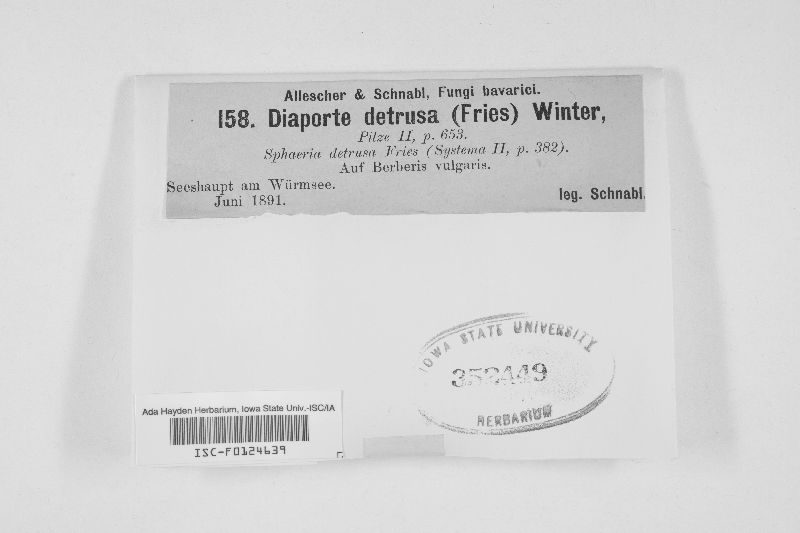 Allescher & Schnabl, Fungi bavarici.
158. Diaporte detrusa (Fries) Winter,
Pilze II, p. 653.
Sphaeria detrusa Fries (Systema II, p. 382).
Auf Berberis vulgaris.
Seeshaupt am Würmsee.
Juni 1891.
leg. Schnabl.
IOWA STATE UNIVERSITY
352449
HERBARIUM
Ada Hayden Herbarium, Iowa State Univ.-ISC/IA
ISC-F0124639